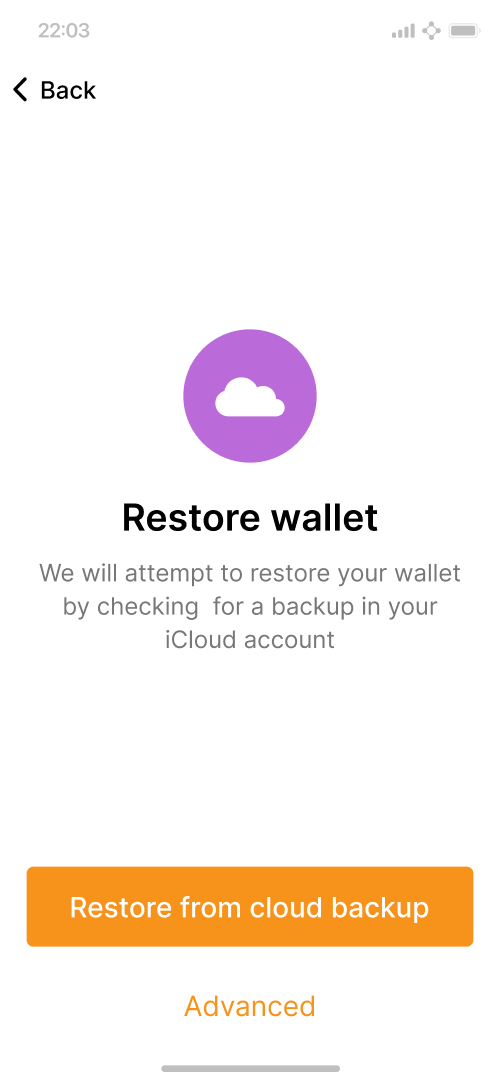 22:03
Back
Restore wallet
We will attempt to restore your wallet
by checking  for a backup in your
iCloud account
Restore from cloud backup
Advanced